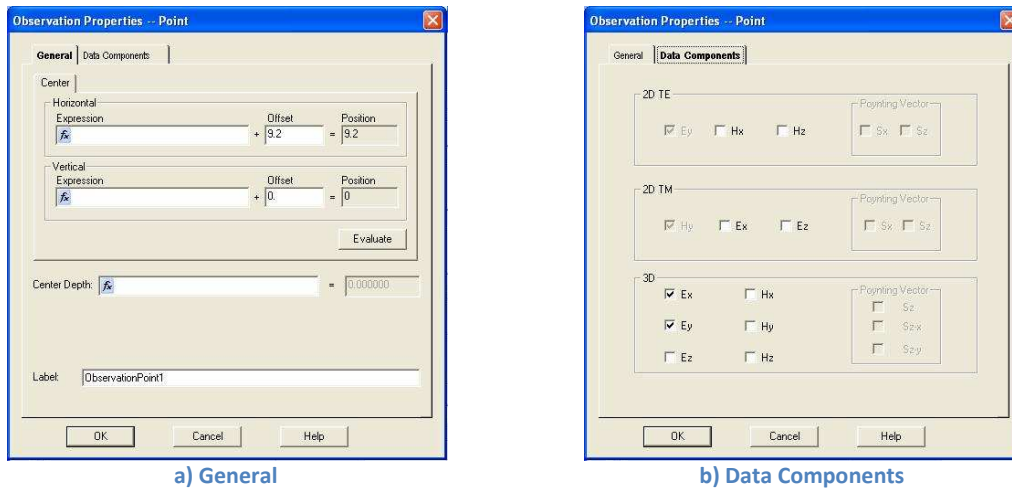 Observation Properties -- Point
General Data Components
Center
Horizontal
Expression Offset Position
fx + 9.2 = 9.2
Vertical
Expression Offset Position
fx + 0. = 0
Evaluate
Center Depth: fx = 0.000000
Label: ObservationPoint1
OK Cancel Help
a) General
Observation Properties -- Point
General Data Components
2D TE
Poynting Vector
Ey Hx Hz Sx Sz
2D TM
Poynting Vector
Hy Ex Ez Sx Sz
3D
Poynting Vector
Ex Hx Sz
Ey Hy Sz-x
Ez Hz Sz-y
OK Cancel Help
b) Data Components